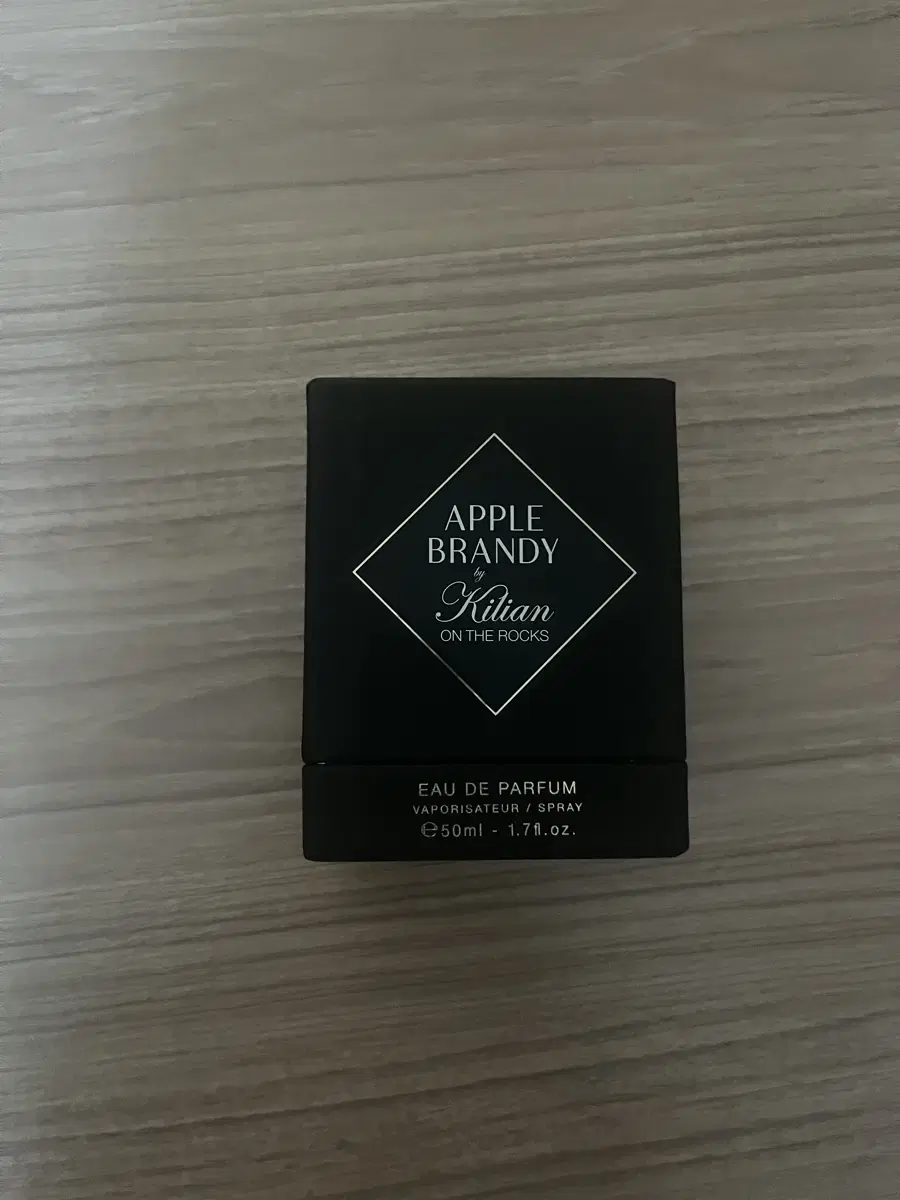 APPLE
BRANDY
by
Kilian
ON THE ROCKS
EAU DE PARFUM
VAPORISATEUR / SPRAY
℮50ml - 1.7fl.oz.